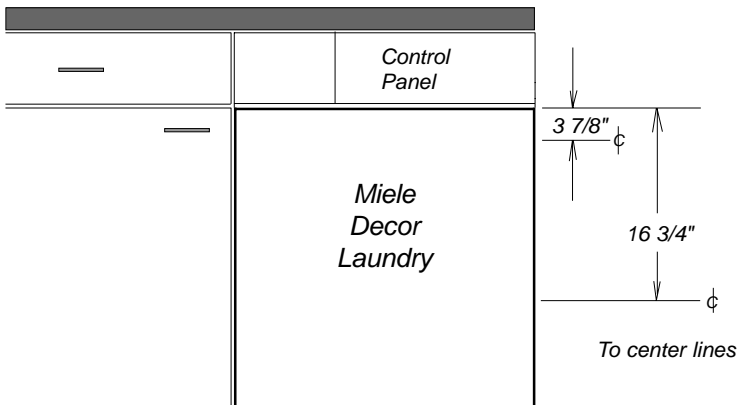 Control
Panel
3 7/8" ȼ
Miele
Decor
Laundry
16 3/4"
ȼ
To center lines